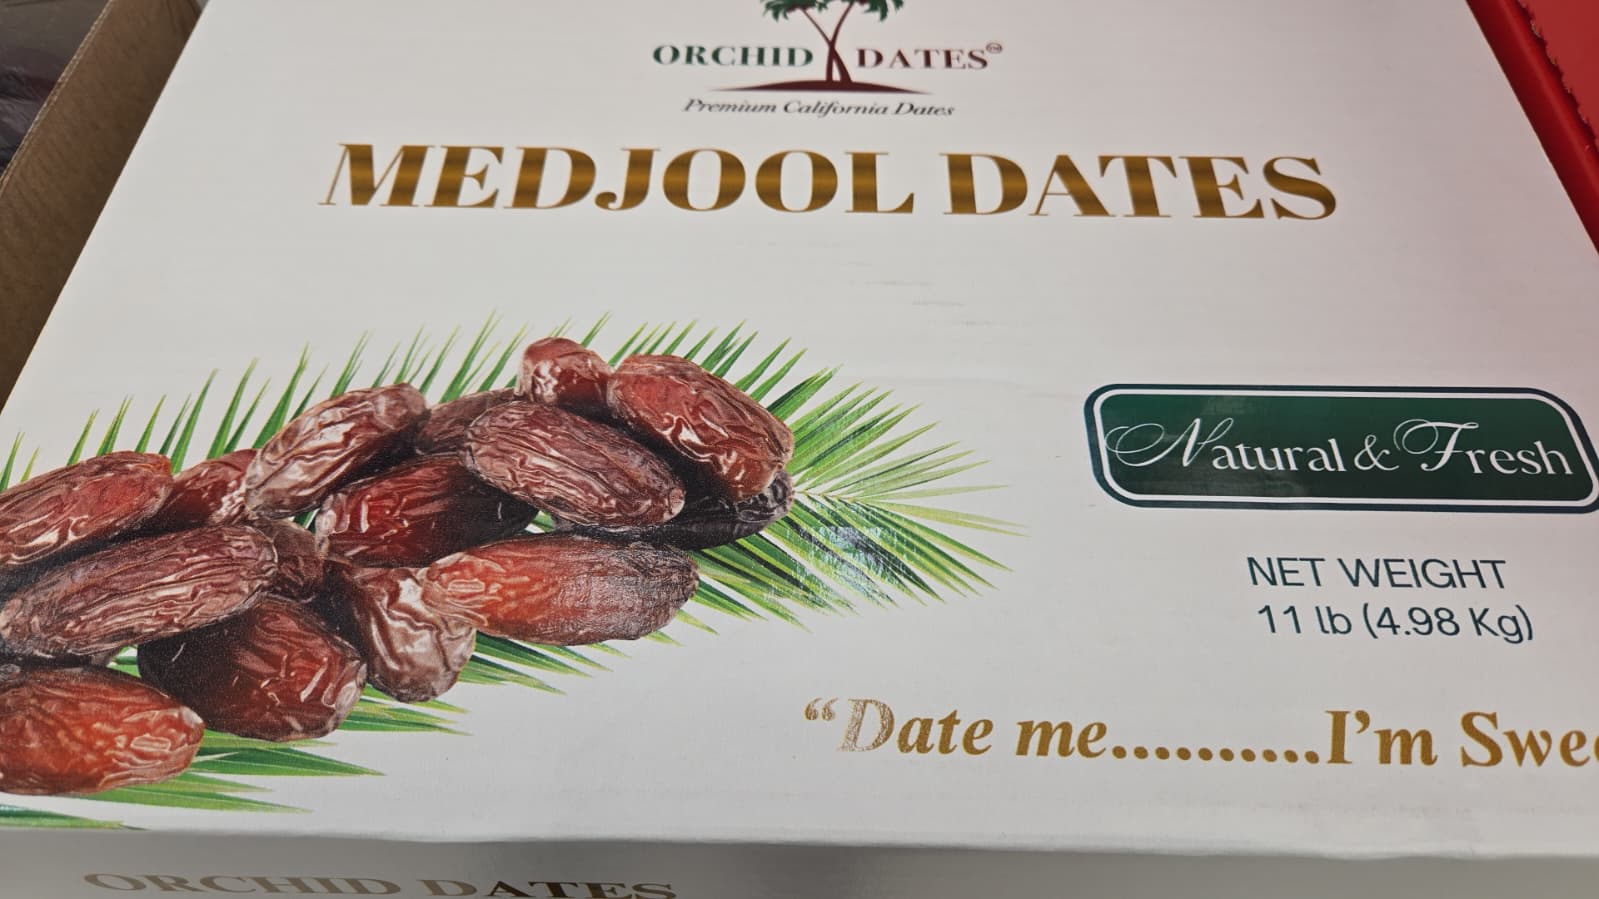 ORCHID DATES™
Premium California Dates
MEDJOOL DATES
Natural & Fresh
NET WEIGHT
11 lb (4.98 Kg)
“Date me..........I’m
ORCHID DATES